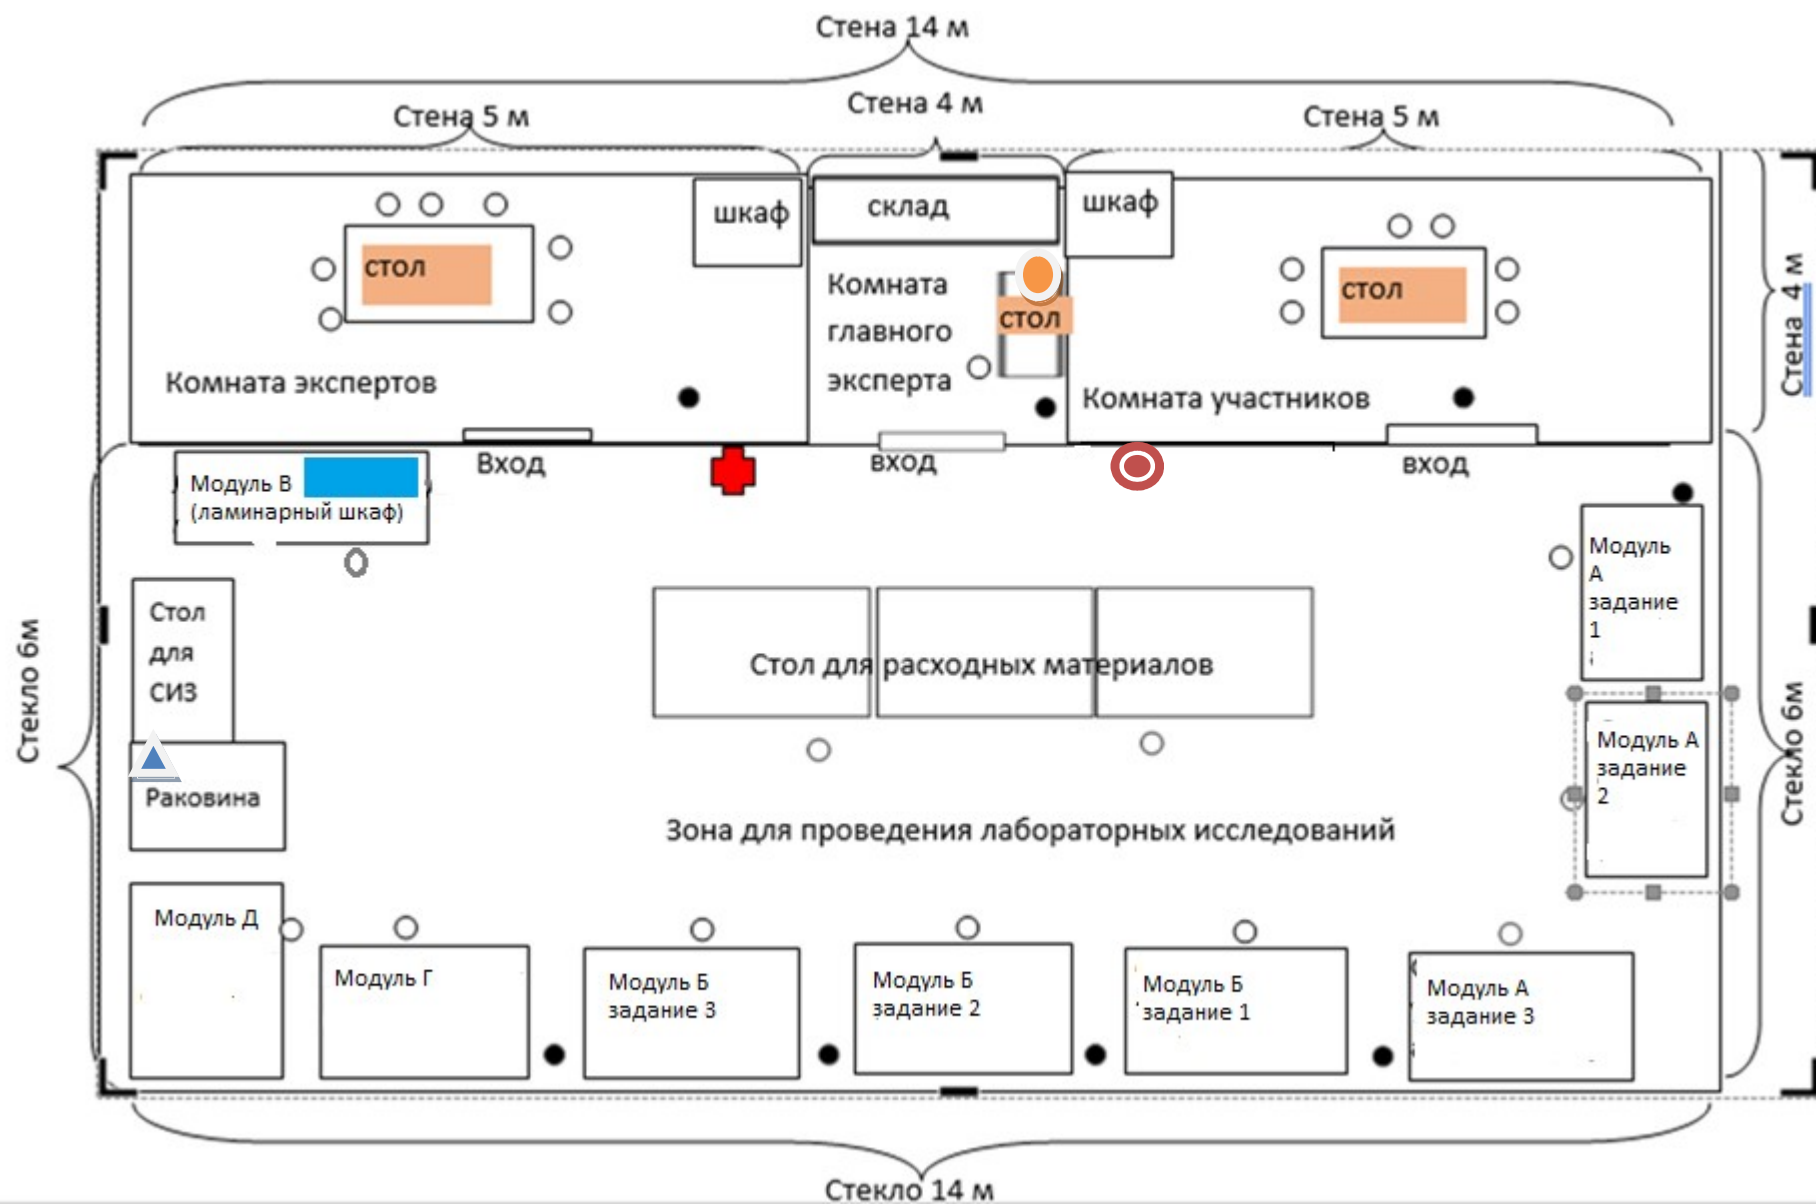 Стена 14 м
Стена 5 м
Стена 4 м
Стена 5 м
шкаф
склад
шкаф
стол
Комната
главного
эксперта
стол
стол
Стена 4 м
Комната экспертов
Комната участников
Вход
вход
вход
Модуль В
(ламинарный шкаф)
Модуль
А
задание
1
Стол
для
СИЗ
Стол для расходных материалов
Стекло 6м
Стекло 6м
Модуль А
задание
2
Раковина
Зона для проведения лабораторных исследований
Модуль Д
Модуль Г
Модуль Б
задание 3
Модуль Б
задание 2
Модуль Б
задание 1
Модуль А
задание 3
Стекло 14 м